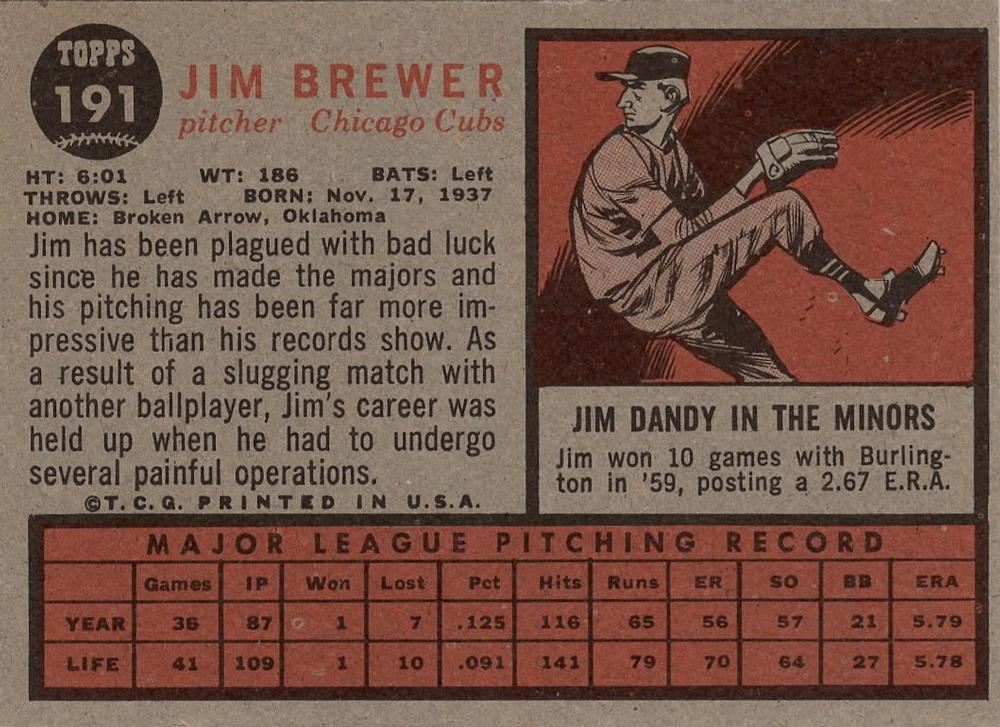 TOPPS
191
JIM BREWER
pitcher Chicago Cubs
HT: 6:01 WT: 186 BATS: Left
THROWS: Left BORN: Nov. 17, 1937
HOME: Broken Arrow, Oklahoma
Jim has been plagued with bad luck
since he has made the majors and
his pitching has been far more im-
pressive than his records show. As
a result of a slugging match with
another ballplayer, Jim's career was
held up when he had to undergo
several painful operations.
©T.C.G. PRINTED IN U.S.A.
JIM DANDY IN THE MINORS
Jim won 10 games with Burling-
ton in '59, posting a 2.67 E.R.A.
MAJOR LEAGUE PITCHING RECORD
Games IP Won Lost Pct Hits Runs ER SO BB ERA
YEAR 36 87 1 7 .125 116 65 56 57 21 5.79
LIFE 41 109 1 10 .091 141 79 70 64 27 5.78